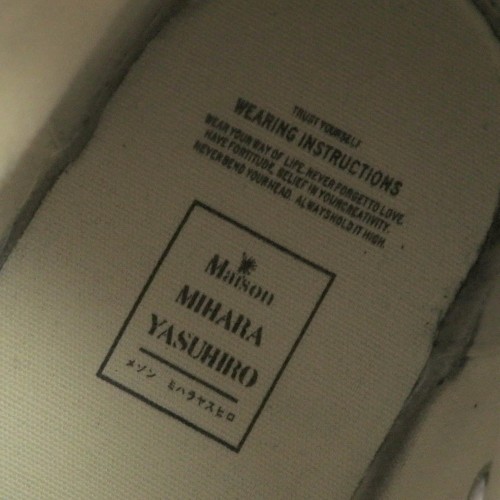 TRUST YOURSELF
WEARING INSTRUCTIONS
WEAR YOUR WAY OF LIFE. NEVER FORGET TO LOVE.
HAVE FORTITUDE, BELIEF IN YOUR CREATIVITY.
NEVER BEND YOUR HEAD. ALWAYS HOLD IT HIGH.
Maison
MIHARA
YASUHIRO
メゾン ミハラヤスヒロ